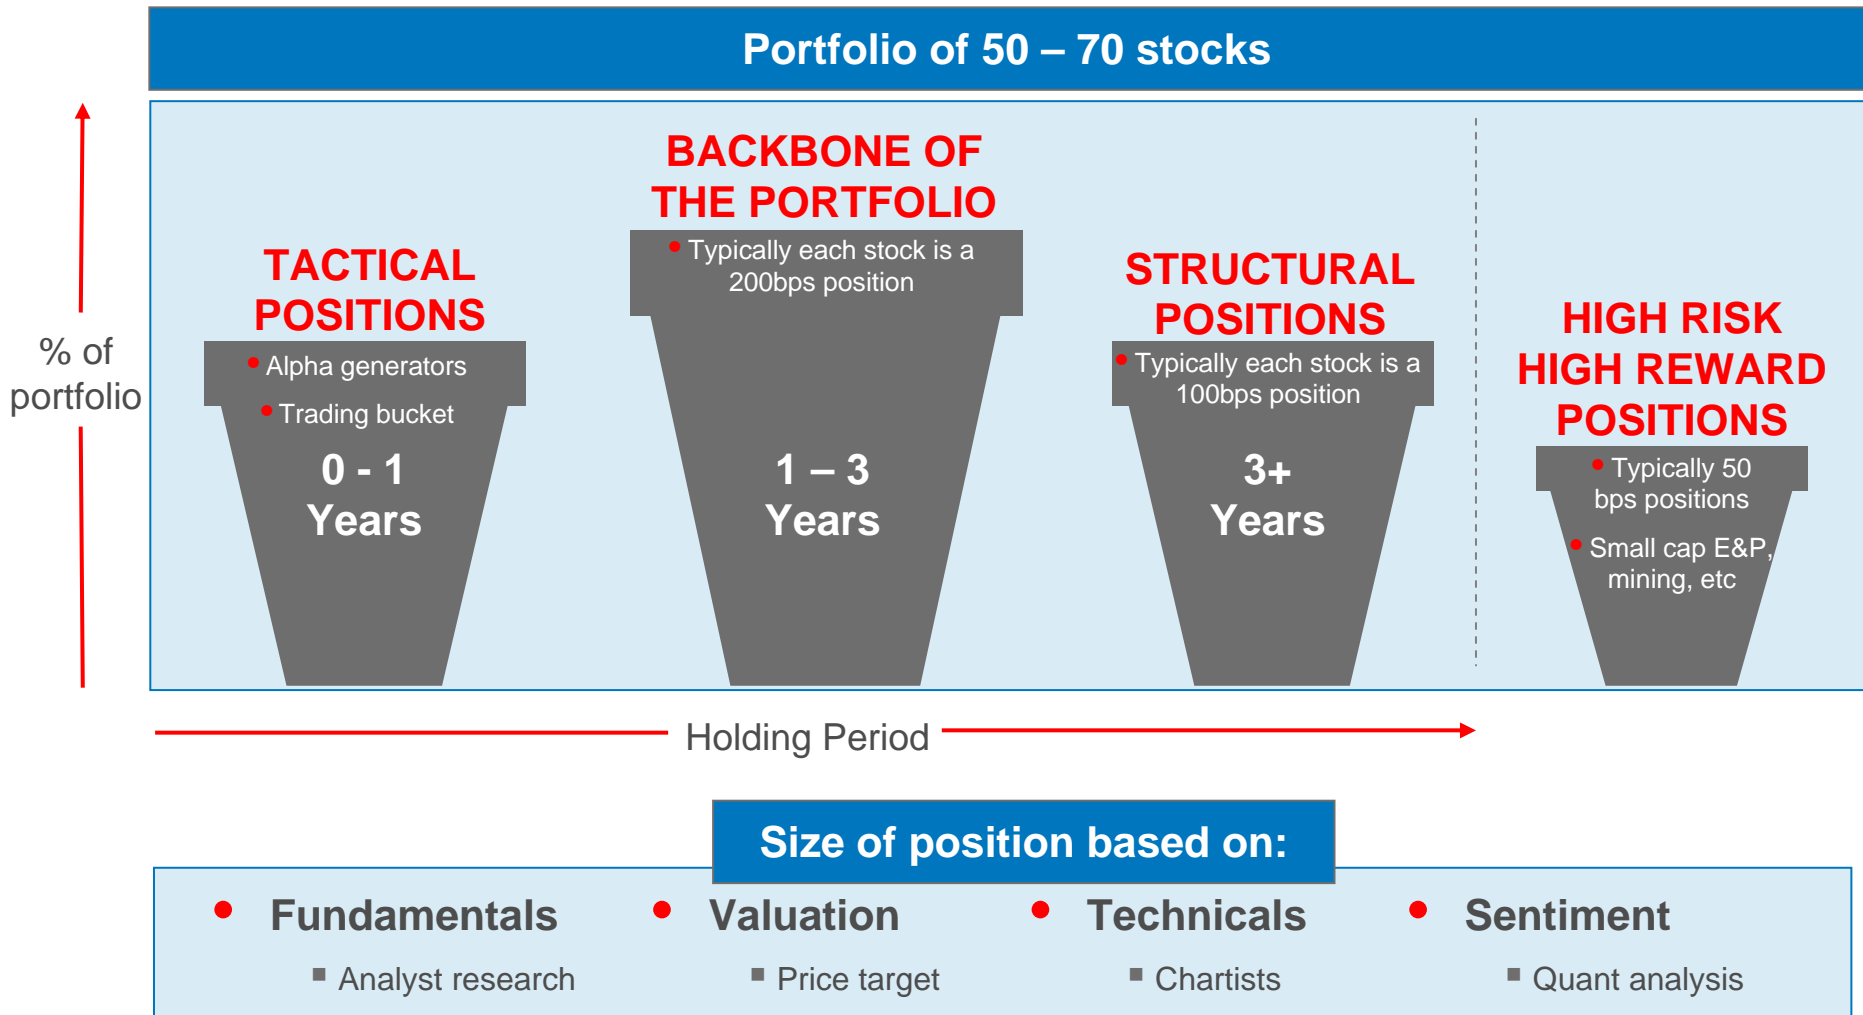 Portfolio of 50 – 70 stocks
% of
portfolio
TACTICAL
POSITIONS
• Alpha generators
• Trading bucket
0 - 1
Years
BACKBONE OF
THE PORTFOLIO
• Typically each stock is a
200bps position
1 – 3
Years
STRUCTURAL
POSITIONS
• Typically each stock is a
100bps position
3+
Years
HIGH RISK
HIGH REWARD
POSITIONS
• Typically 50
bps positions
• Small cap E&P,
mining, etc
Holding Period
Size of position based on:
• Fundamentals
▪ Analyst research
• Valuation
▪ Price target
• Technicals
▪ Chartists
• Sentiment
▪ Quant analysis